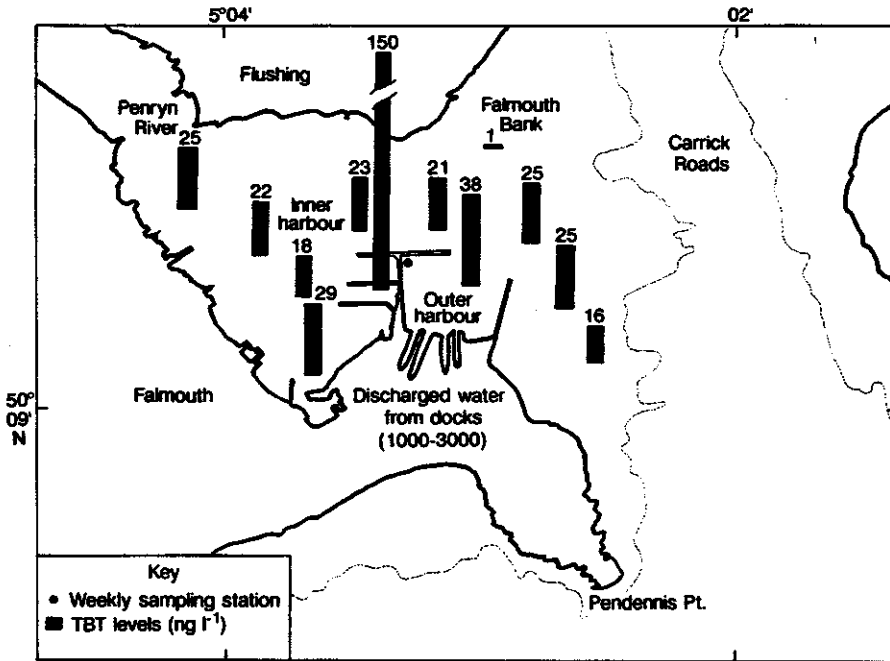 5°04'
02'
150
Flushing
Penryn
River
Falmouth
Bank
1
Carrick
Roads
25
23
21
38
25
22
Inner
harbour
18
25
29
Outer
harbour
16
Falmouth
Discharged water
from docks
(1000-3000)
50°
09'
N
Key
Weekly sampling station
TBT levels (ng l⁻¹)
Pendennis Pt.